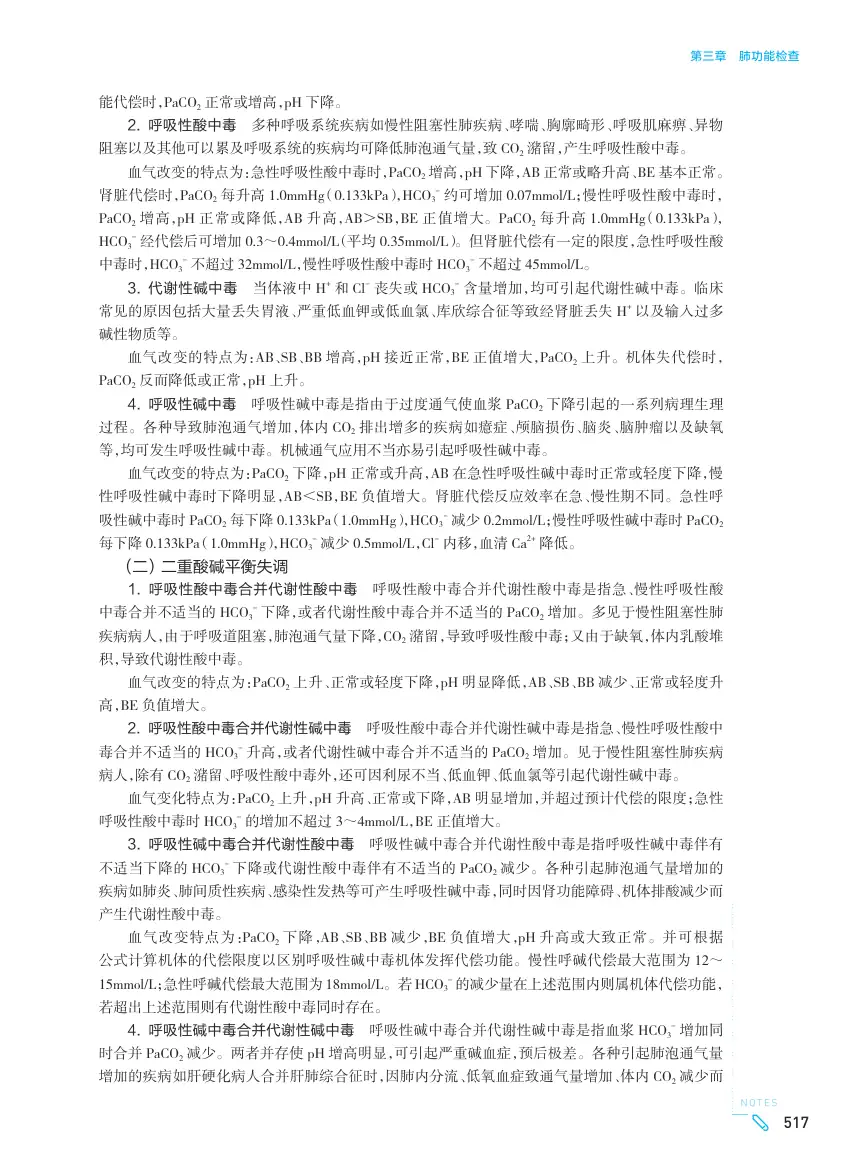 第三章 肺功能检查
能代偿时,PaCO₂ 正常或增高,pH 下降。
2. 呼吸性酸中毒 多种呼吸系统疾病如慢性阻塞性肺疾病、哮喘、胸廓畸形、呼吸肌麻痹、异物
阻塞以及其他可以累及呼吸系统的疾病均可降低肺泡通气量,致 CO₂ 潴留,产生呼吸性酸中毒。
血气改变的特点为:急性呼吸性酸中毒时,PaCO₂ 增高,pH 下降,AB 正常或略升高、BE 基本正常。
肾脏代偿时,PaCO₂ 每升高 1.0mmHg(0.133kPa),HCO₃⁻ 约可增加 0.07mmol/L;慢性呼吸性酸中毒时,
PaCO₂ 增高,pH 正常或降低,AB 升高,AB>SB,BE 正值增大。PaCO₂ 每升高 1.0mmHg(0.133kPa),
HCO₃⁻ 经代偿后可增加 0.3~0.4mmol/L(平均 0.35mmol/L)。但肾脏代偿有一定的限度,急性呼吸性酸
中毒时,HCO₃⁻ 不超过 32mmol/L,慢性呼吸性酸中毒时 HCO₃⁻ 不超过 45mmol/L。
3. 代谢性碱中毒 当体液中 H⁺ 和 Cl⁻ 丧失或 HCO₃⁻ 含量增加,均可引起代谢性碱中毒。临床
常见的原因包括大量丢失胃液、严重低血钾或低血氯、库欣综合征等致经肾脏丢失 H⁺ 以及输入过多
碱性物质等。
血气改变的特点为:AB、SB、BB 增高,pH 接近正常,BE 正值增大,PaCO₂ 上升。机体失代偿时,
PaCO₂ 反而降低或正常,pH 上升。
4. 呼吸性碱中毒 呼吸性碱中毒是指由于过度通气使血浆 PaCO₂ 下降引起的一系列病理生理
过程。各种导致肺泡通气增加,体内 CO₂ 排出增多的疾病如癔症、颅脑损伤、脑炎、脑肿瘤以及缺氧
等,均可发生呼吸性碱中毒。机械通气应用不当亦易引起呼吸性碱中毒。
血气改变的特点为:PaCO₂ 下降,pH 正常或升高,AB 在急性呼吸性碱中毒时正常或轻度下降,慢
性呼吸性碱中毒时下降明显,AB<SB,BE 负值增大。肾脏代偿反应效率在急、慢性期不同。急性呼
吸性碱中毒时 PaCO₂ 每下降 0.133kPa(1.0mmHg),HCO₃⁻ 减少 0.2mmol/L;慢性呼吸性碱中毒时 PaCO₂
每下降 0.133kPa(1.0mmHg),HCO₃⁻ 减少 0.5mmol/L,Cl⁻ 内移,血清 Ca²⁺ 降低。
(二)二重酸碱平衡失调
1. 呼吸性酸中毒合并代谢性酸中毒 呼吸性酸中毒合并代谢性酸中毒是指急、慢性呼吸性酸
中毒合并不适当的 HCO₃⁻ 下降,或者代谢性酸中毒合并不适当的 PaCO₂ 增加。多见于慢性阻塞性肺
疾病病人,由于呼吸道阻塞,肺泡通气量下降,CO₂ 潴留,导致呼吸性酸中毒;又由于缺氧,体内乳酸堆
积,导致代谢性酸中毒。
血气改变的特点为:PaCO₂ 上升、正常或轻度下降,pH 明显降低,AB、SB、BB 减少、正常或轻度升
高,BE 负值增大。
2. 呼吸性酸中毒合并代谢性碱中毒 呼吸性酸中毒合并代谢性碱中毒是指急、慢性呼吸性酸中
毒合并不适当的 HCO₃⁻ 升高,或者代谢性碱中毒合并不适当的 PaCO₂ 增加。见于慢性阻塞性肺疾病
病人,除有 CO₂ 潴留、呼吸性酸中毒外,还可因利尿不当、低血钾、低血氯等引起代谢性碱中毒。
血气变化特点为:PaCO₂ 上升,pH 升高、正常或下降,AB 明显增加,并超过预计代偿的限度;急性
呼吸性酸中毒时 HCO₃⁻ 的增加不超过 3~4mmol/L,BE 正值增大。
3. 呼吸性碱中毒合并代谢性酸中毒 呼吸性碱中毒合并代谢性酸中毒是指呼吸性碱中毒伴有
不适当下降的 HCO₃⁻ 下降或代谢性酸中毒伴有不适当的 PaCO₂ 减少。各种引起肺泡通气量增加的
疾病如肺炎、肺间质性疾病、感染性发热等可产生呼吸性碱中毒,同时因肾功能障碍、机体排酸减少而
产生代谢性酸中毒。
血气改变特点为:PaCO₂ 下降,AB、SB、BB 减少,BE 负值增大,pH 升高或大致正常。并可根据
公式计算机体的代偿限度以区别呼吸性碱中毒机体发挥代偿功能。慢性呼碱代偿最大范围为 12~
15mmol/L;急性呼碱代偿最大范围为 18mmol/L。若 HCO₃⁻ 的减少量在上述范围内则属机体代偿功能,
若超出上述范围则有代谢性酸中毒同时存在。
4. 呼吸性碱中毒合并代谢性碱中毒 呼吸性碱中毒合并代谢性碱中毒是指血浆 HCO₃⁻ 增加同
时合并 PaCO₂ 减少。两者并存使 pH 增高明显,可引起严重碱血症,预后极差。各种引起肺泡通气量
增加的疾病如肝硬化病人合并肝肺综合征时,因肺内分流、低氧血症致通气量增加、体内 CO₂ 减少而
NOTES
517